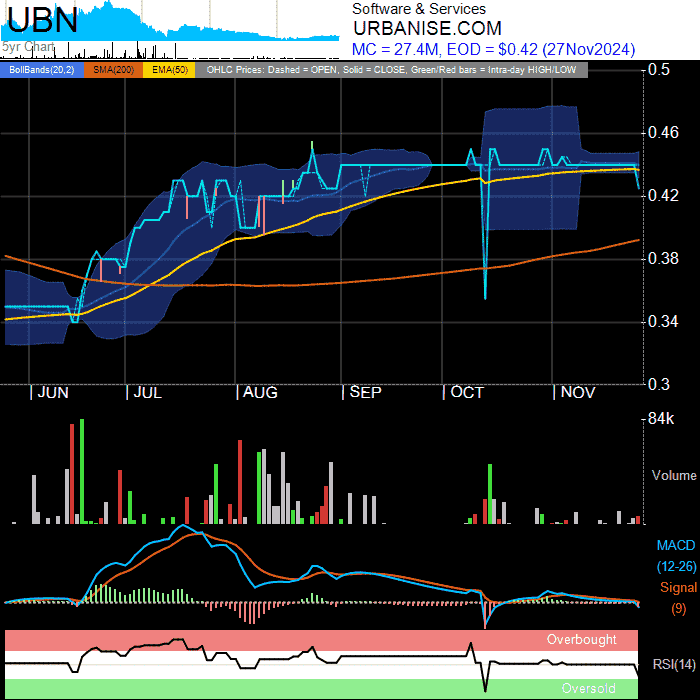 UBN
5yr Chart
Software & Services
URBANISE.COM
MC = 27.4M, EOD = $0.42 (27Nov2024)
BollBands(20,2) SMA(200) EMA(50) OHLC Prices: Dashed = OPEN, Solid = CLOSE, Green/Red bars = Intra-day HIGH/LOW
0.5
0.46
0.42
0.38
0.34
0.3
JUN JUL AUG SEP OCT NOV
84k
Volume
MACD
(12-26)
Signal
(9)
Overbought
RSI(14)
Oversold